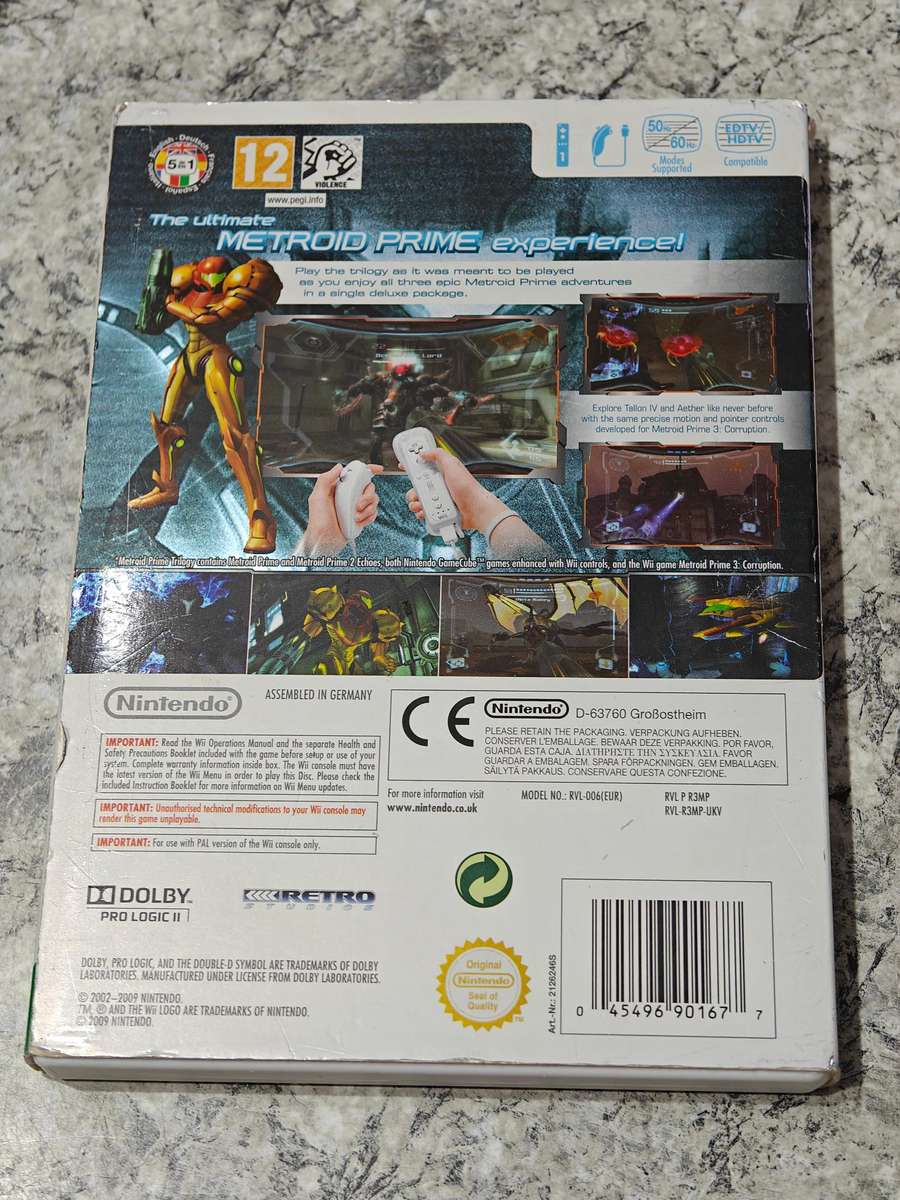 English · Deutsch · Français · Español · Italiano
5 in 1
12
VIOLENCE
www.pegi.info
1
50Hz
60Hz
Modes
Supported
EDTV/
HDTV
Compatible
The ultimate
METROID PRIME experience!
Play the trilogy as it was meant to be played
as you enjoy all three epic Metroid Prime adventures
in a single deluxe package.
Explore Tallon IV and Aether like never before
with the same precise motion and pointer controls
developed for Metroid Prime 3: Corruption.
*Metroid Prime Trilogy contains Metroid Prime and Metroid Prime 2 Echoes, both Nintendo GameCube™ games enhanced with Wii controls, and the Wii game Metroid Prime 3: Corruption.
Nintendo®
ASSEMBLED IN GERMANY
IMPORTANT: Read the Wii Operations Manual and the separate Health and
Safety Precautions Booklet included with the game before setup or use of your
system. Complete warranty information inside box. The Wii console must have
the latest version of the Wii Menu in order to play this Disc. Please check the
included Instruction Booklet for more information on Wii Menu updates.
IMPORTANT: Unauthorised technical modifications to your Wii console may
render this game unplayable.
IMPORTANT: For use with PAL version of the Wii console only.
CE
Nintendo®
D-63760 Großostheim
PLEASE RETAIN THE PACKAGING. VERPACKUNG AUFHEBEN.
CONSERVER L'EMBALLAGE. BEWAAR DEZE VERPAKKING. POR FAVOR,
GUARDA ESTA CAJA. ΔΙΑΤΗΡΗΣΤΕ ΤΗΝ ΣΥΣΚΕΥΑΣΙΑ. FAVOR
GUARDAR A EMBALAGEM. SPARA FÖRPACKNINGEN. GEM EMBALLAGEN.
SÄILYTÄ PAKKAUS. CONSERVARE QUESTA CONFEZIONE.
For more information visit
www.nintendo.co.uk
MODEL NO.: RVL-006(EUR)
RVL P R3MP
RVL-R3MP-UKV
DOLBY
PRO LOGIC II
RETRO
STUDIOS
DOLBY, PRO LOGIC, AND THE DOUBLE-D SYMBOL ARE TRADEMARKS OF DOLBY
LABORATORIES. MANUFACTURED UNDER LICENSE FROM DOLBY LABORATORIES.
© 2002–2009 NINTENDO.
TM, ® AND THE Wii LOGO ARE TRADEMARKS OF NINTENDO.
© 2009 NINTENDO.
Original
Nintendo
Seal of
Quality
TM
Art.-Nr.: 2126246S
0 45496 90167 7